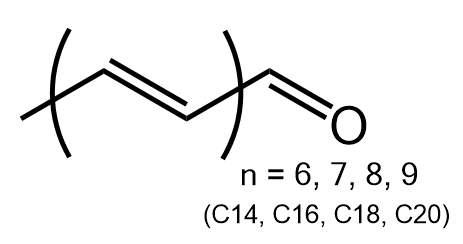 O
n = 6, 7, 8, 9
(C14, C16, C18, C20)